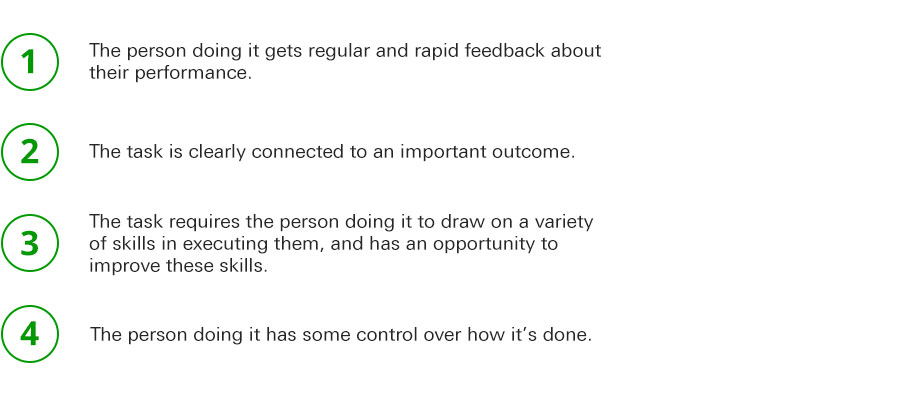 1
The person doing it gets regular and rapid feedback about
their performance.
2
The task is clearly connected to an important outcome.
3
The task requires the person doing it to draw on a variety
of skills in executing them, and has an opportunity to
improve these skills.
4
The person doing it has some control over how it’s done.